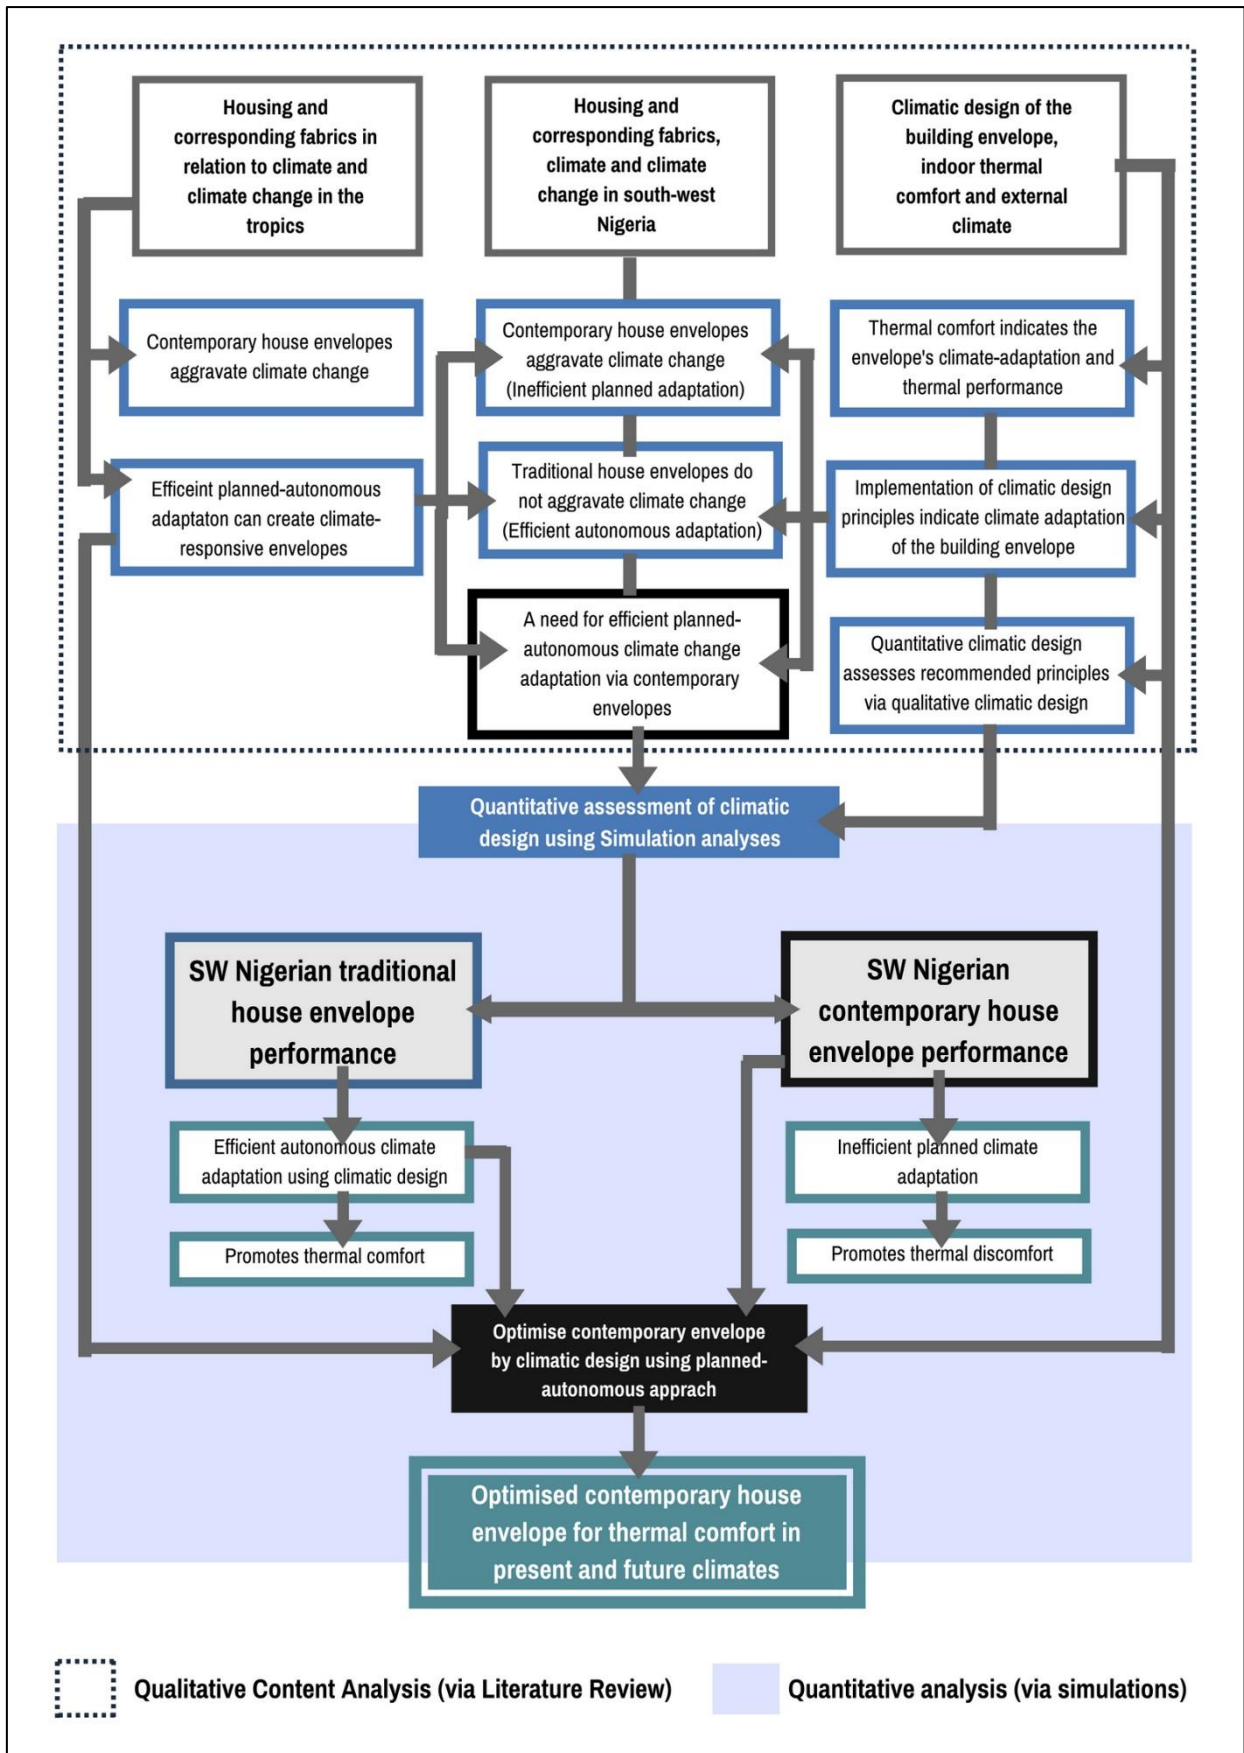 Housing and
corresponding fabrics in
relation to climate and
climate change in the
tropics
Housing and
corresponding fabrics,
climate and climate
change in south-west
Nigeria
Climatic design of the
building envelope,
indoor thermal
comfort and external
climate
Contemporary house envelopes
aggravate climate change
Contemporary house envelopes
aggravate climate change
(Inefficient planned adaptation)
Thermal comfort indicates the
envelope's climate-adaptation and
thermal performance
Efficeint planned-autonomous
adaptaton can create climate-
responsive envelopes
Traditional house envelopes do
not aggravate climate change
(Efficient autonomous adaptation)
Implementation of climatic design
principles indicate climate adaptation
of the building envelope
A need for efficient planned-
autonomous climate change
adaptation via contemporary
envelopes
Quantitative climatic design
assesses recommended principles
via qualitative climatic design
Quantitative assessment of climatic
design using Simulation analyses
SW Nigerian traditional
house envelope
performance
SW Nigerian
contemporary house
envelope performance
Efficient autonomous climate
adaptation using climatic design
Inefficient planned climate
adaptation
Promotes thermal comfort
Promotes thermal discomfort
Optimise contemporary envelope
by climatic design using planned-
autonomous apprach
Optimised contemporary house
envelope for thermal comfort in
present and future climates
Qualitative Content Analysis (via Literature Review)
Quantitative analysis (via simulations)